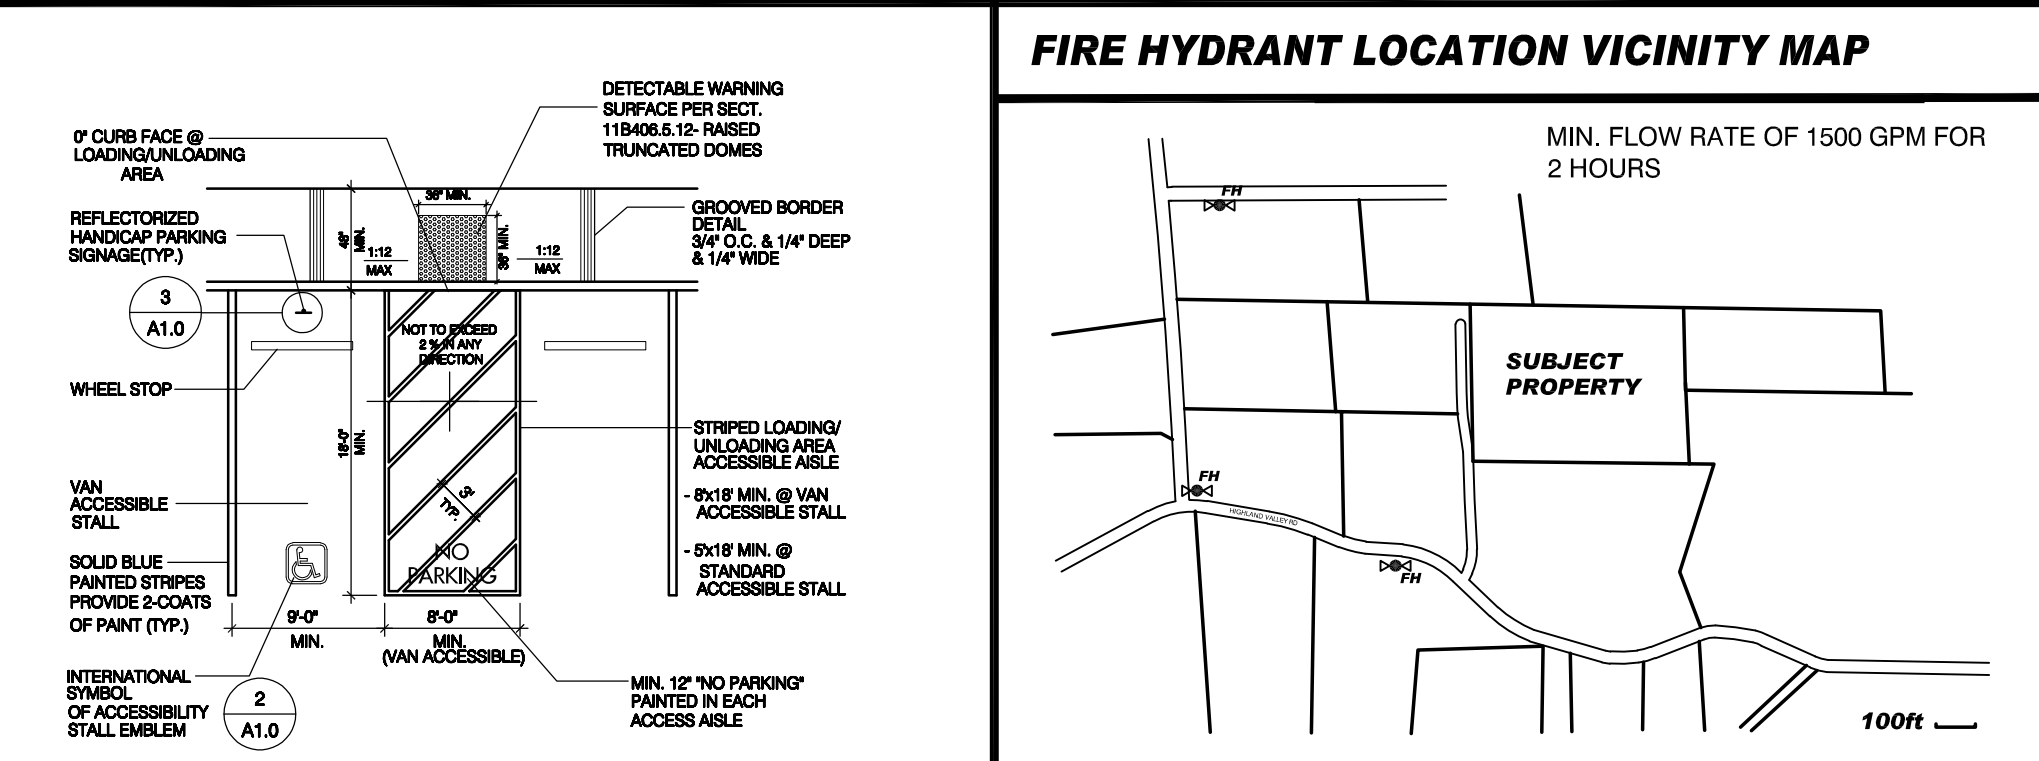 DETECTABLE WARNING
SURFACE PER SECT.
11B406.5.12- RAISED
TRUNCATED DOMES
0" CURB FACE @
LOADING/UNLOADING
AREA
36" MIN.
REFLECTORIZED
HANDICAP PARKING
SIGNAGE(TYP.)
48"
MIN.
1:12
MAX
36" MIN.
1:12
MAX
GROOVED BORDER
DETAIL
3/4" O.C. & 1/4" DEEP
& 1/4" WIDE
3
A1.0
NOT TO EXCEED
2 % IN ANY
DIRECTION
WHEEL STOP
18'-0"
MIN.
STRIPED LOADING/
UNLOADING AREA
ACCESSIBLE AISLE
VAN
ACCESSIBLE
STALL
3'
TYP.
- 8'x18' MIN. @ VAN
ACCESSIBLE STALL
- 5'x18' MIN. @
STANDARD
ACCESSIBLE STALL
SOLID BLUE
PAINTED STRIPES
PROVIDE 2-COATS
OF PAINT (TYP.)
NO
PARKING
9'-0"
MIN.
8'-0"
MIN.
(VAN ACCESSIBLE)
INTERNATIONAL
SYMBOL
OF ACCESSIBILITY
STALL EMBLEM
2
A1.0
MIN. 12" "NO PARKING"
PAINTED IN EACH
ACCESS AISLE
FIRE HYDRANT LOCATION VICINITY MAP
MIN. FLOW RATE OF 1500 GPM FOR
2 HOURS
FH
SUBJECT
PROPERTY
FH
HIGHLAND VALLEY RD
FH
100ft